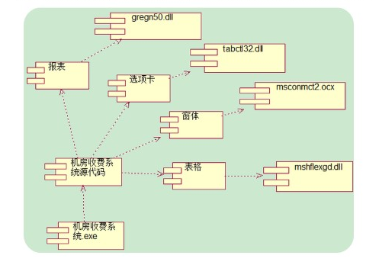 gregn50.dll
tabctl32.dll
报表
选项卡
msconmct2.ocx
窗体
机房收费系
统源代码
表格
mshflexgd.dll
机房收费系
统.exe